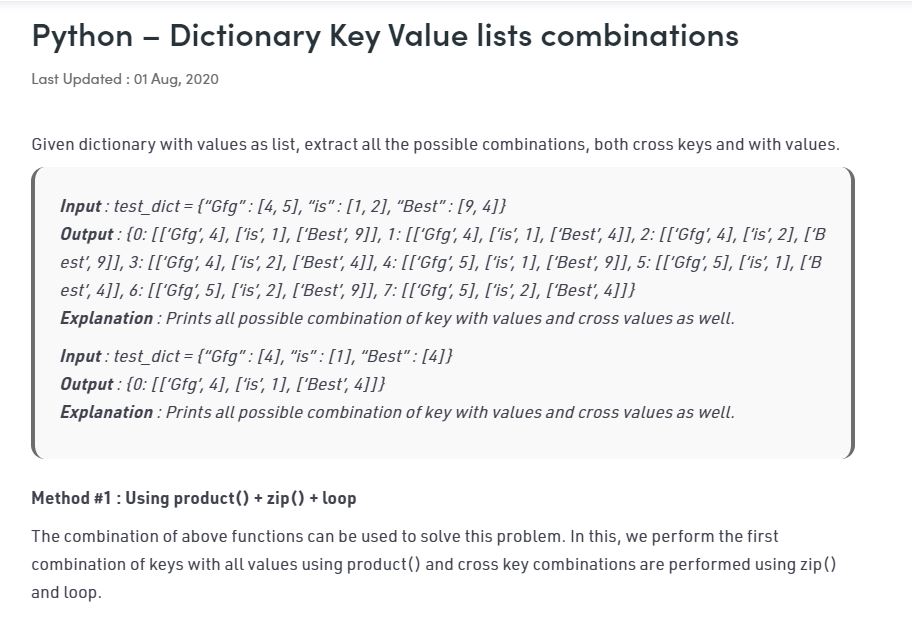 Python – Dictionary Key Value lists combinations
Last Updated : 01 Aug, 2020
Given dictionary with values as list, extract all the possible combinations, both cross keys and with values.
Input : test_dict = {“Gfg” : [4, 5], “is” : [1, 2], “Best” : [9, 4]}
Output : {0: [[‘Gfg’, 4], [‘is’, 1], [‘Best’, 9]], 1: [[‘Gfg’, 4], [‘is’, 1], [‘Best’, 4]], 2: [[‘Gfg’, 4], [‘is’, 2], [‘B
est’, 9]], 3: [[‘Gfg’, 4], [‘is’, 2], [‘Best’, 4]], 4: [[‘Gfg’, 5], [‘is’, 1], [‘Best’, 9]], 5: [[‘Gfg’, 5], [‘is’, 1], [‘B
est’, 4]], 6: [[‘Gfg’, 5], [‘is’, 2], [‘Best’, 9]], 7: [[‘Gfg’, 5], [‘is’, 2], [‘Best’, 4]]}
Explanation : Prints all possible combination of key with values and cross values as well.
Input : test_dict = {“Gfg” : [4], “is” : [1], “Best” : [4]}
Output : {0: [[‘Gfg’, 4], [‘is’, 1], [‘Best’, 4]]}
Explanation : Prints all possible combination of key with values and cross values as well.
Method #1 : Using product() + zip() + loop
The combination of above functions can be used to solve this problem. In this, we perform the first
combination of keys with all values using product() and cross key combinations are performed using zip()
and loop.